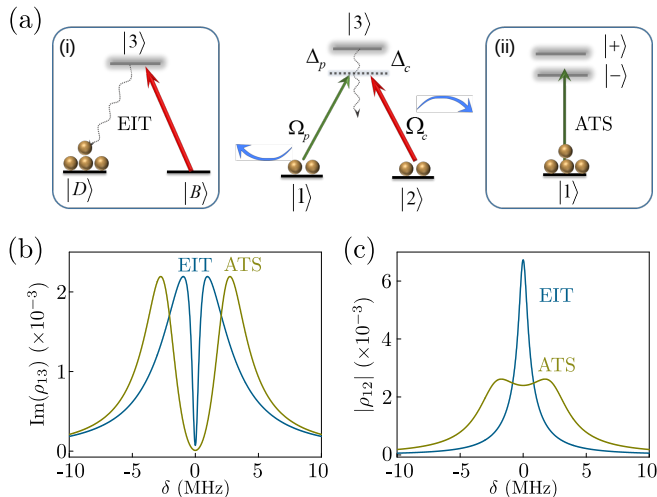 (a)
(i)
|3⟩
EIT
|D⟩
|B⟩
|3⟩
Δp
Δc
Ωp
Ωc
|1⟩
|2⟩
(ii)
|+⟩
|−⟩
ATS
|1⟩
(b)
EIT ATS
Im(ρ13) (×10−3)
2
1
0
-10 -5 0 5 10
δ (MHz)
(c)
EIT
ATS
|ρ12| (×10−3)
6
4
2
0
-10 -5 0 5 10
δ (MHz)